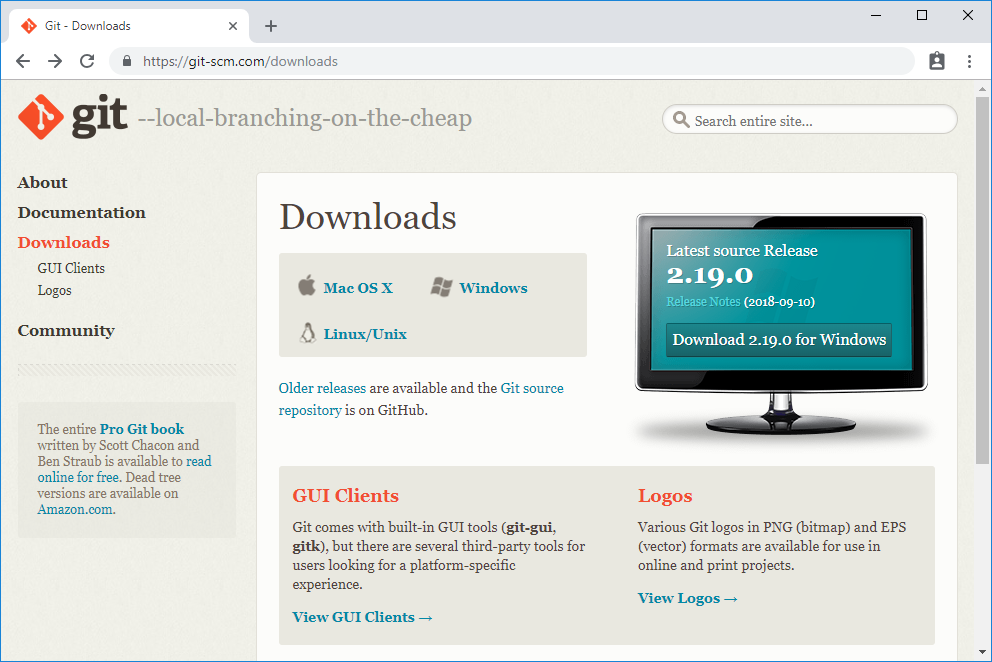 Git - Downloads
https://git-scm.com/downloads
git --local-branching-on-the-cheap
Search entire site...
About
Documentation
Downloads
GUI Clients
Logos
Community
The entire Pro Git book
written by Scott Chacon and
Ben Straub is available to read
online for free. Dead tree
versions are available on
Amazon.com.
Downloads
Mac OS X
Windows
Linux/Unix
Older releases are available and the Git source
repository is on GitHub.
Latest source Release
2.19.0
Release Notes (2018-09-10)
Download 2.19.0 for Windows
GUI Clients
Git comes with built-in GUI tools (git-gui,
gitk), but there are several third-party tools for
users looking for a platform-specific
experience.
View GUI Clients →
Logos
Various Git logos in PNG (bitmap) and EPS
(vector) formats are available for use in
online and print projects.
View Logos →